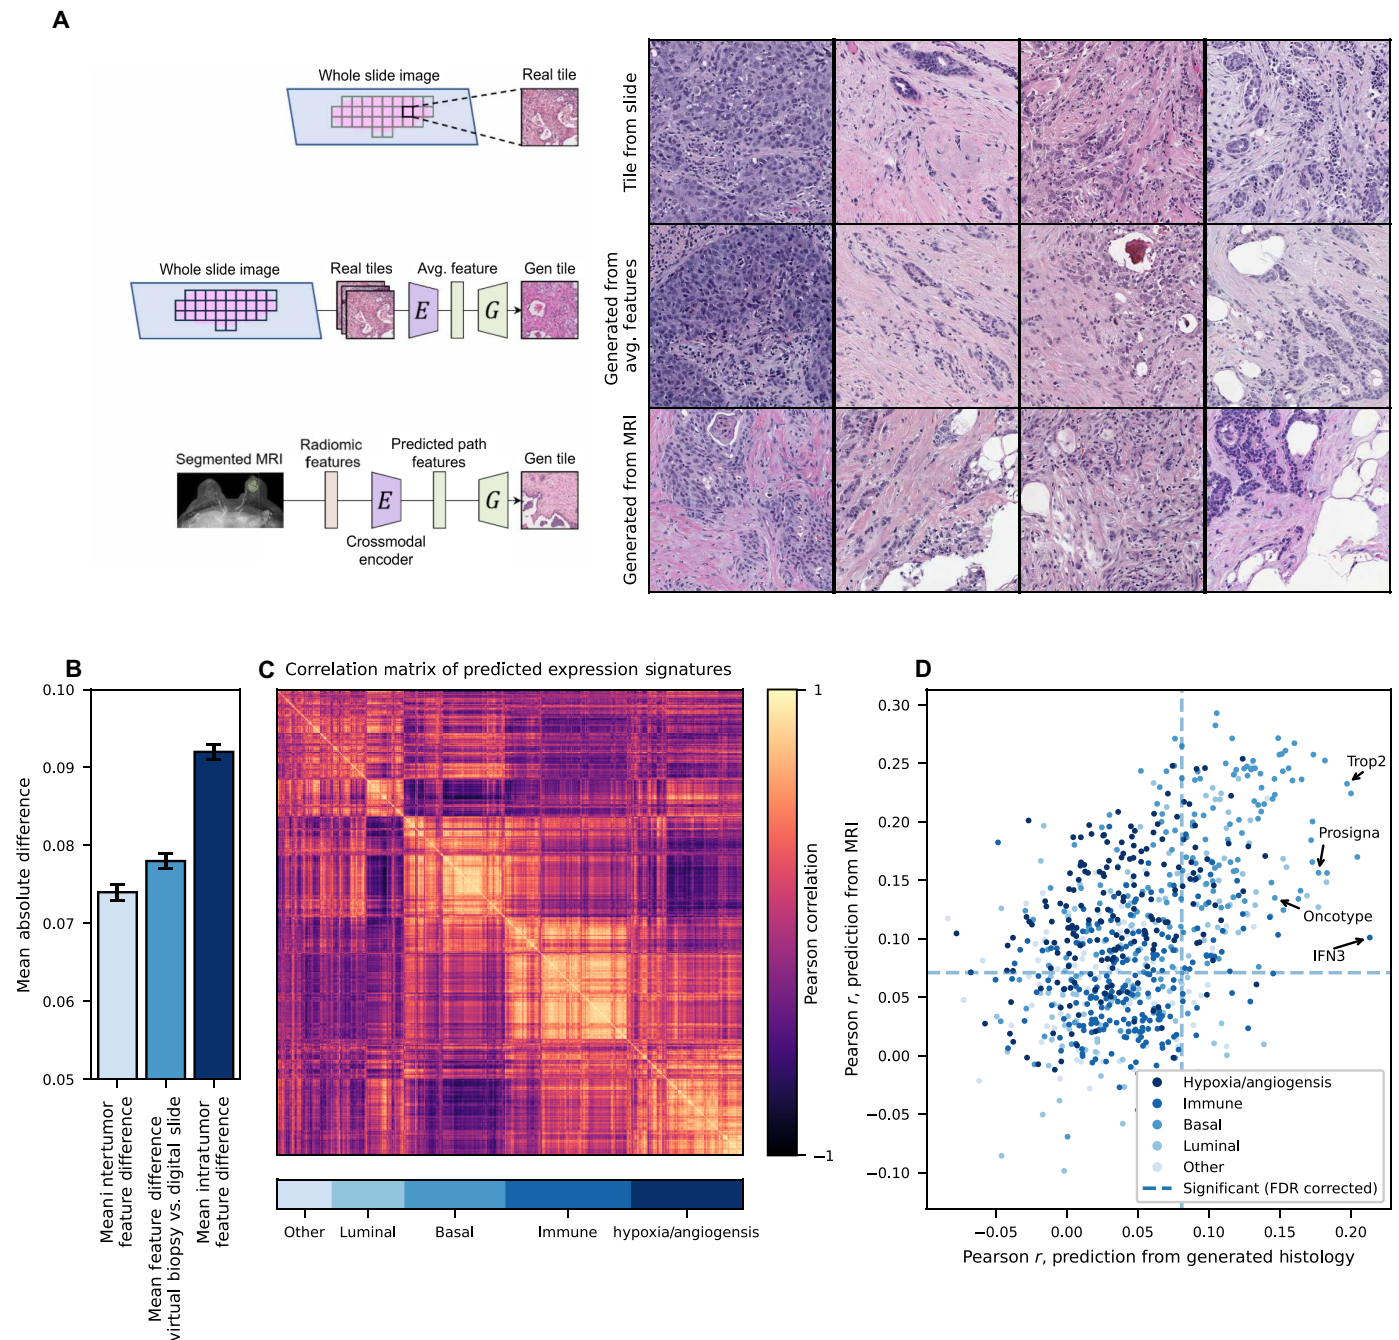 A
Whole slide image
Real tile
Whole slide image
Real tiles
Avg. feature
Gen tile
E
G
Segmented MRI
Radiomic
features
Predicted path
features
Gen tile
E
G
Crossmodal
encoder
Tile from slide
Generated from
avg. features
Generated from MRI
B
Mean absolute difference
0.10
0.09
0.08
0.07
0.06
0.05
Meani ntertumor
feature difference
Mean feature difference
virtual biopsy vs. digital slide
Mean intratumor
feature difference
C
Correlation matrix of predicted expression signatures
1
Pearson correlation
−1
Other
Luminal
Basal
Immune
hypoxia/angiogensis
D
Pearson r, prediction from MRI
0.30
0.25
0.20
0.15
0.10
0.05
0.00
−0.05
−0.10
Trop2
Prosigna
Oncotype
IFN3
Hypoxia/angiogensis
Immune
Basal
Luminal
Other
Significant (FDR corrected)
−0.05
0.00
0.05
0.10
0.15
0.20
Pearson r, prediction from generated histology